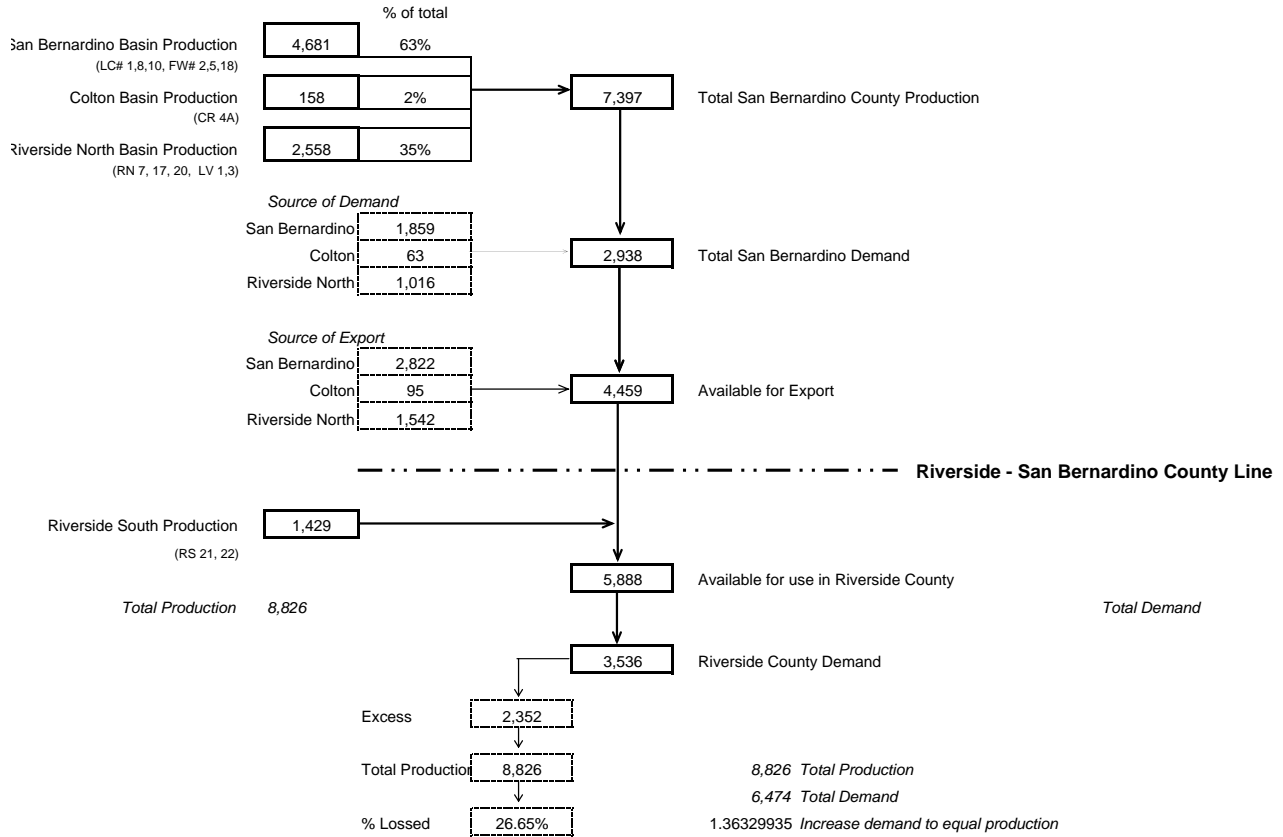 % of total
San Bernardino Basin Production 4,681 63%
(LC# 1,8,10, FW# 2,5,18)
Colton Basin Production 158 2% 7,397 Total San Bernardino County Production
(CR 4A)
Riverside North Basin Production 2,558 35%
(RN 7, 17, 20, LV 1,3)
Source of Demand
San Bernardino 1,859
Colton 63 2,938 Total San Bernardino Demand
Riverside North 1,016
Source of Export
San Bernardino 2,822
Colton 95 4,459 Available for Export
Riverside North 1,542
Riverside - San Bernardino County Line
Riverside South Production 1,429
(RS 21, 22)
5,888 Available for use in Riverside County
Total Production 8,826 Total Demand
3,536 Riverside County Demand
Excess 2,352
Total Production 8,826 8,826 Total Production
6,474 Total Demand
% Lossed 26.65% 1.36329935 Increase demand to equal production